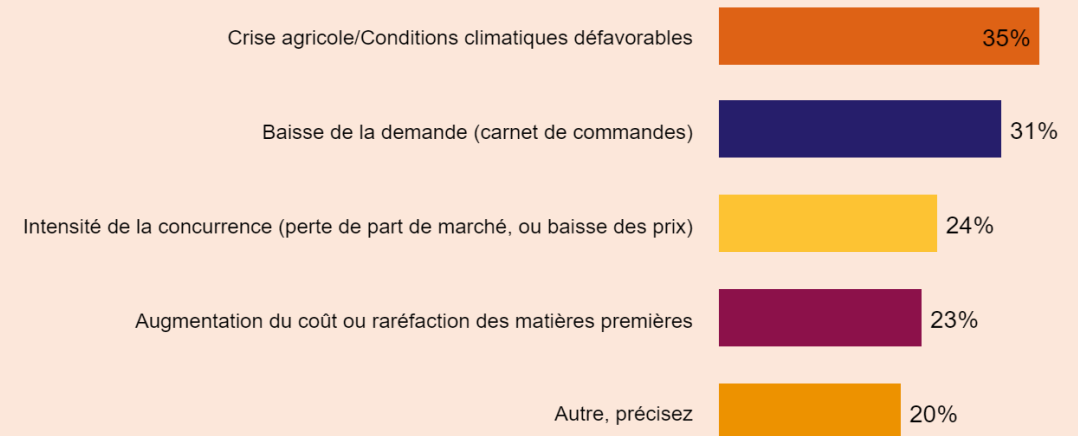 Crise agricole/Conditions climatiques défavorables 35%
Baisse de la demande (carnet de commandes) 31%
Intensité de la concurrence (perte de part de marché, ou baisse des prix) 24%
Augmentation du coût ou raréfaction des matières premières 23%
Autre, précisez 20%